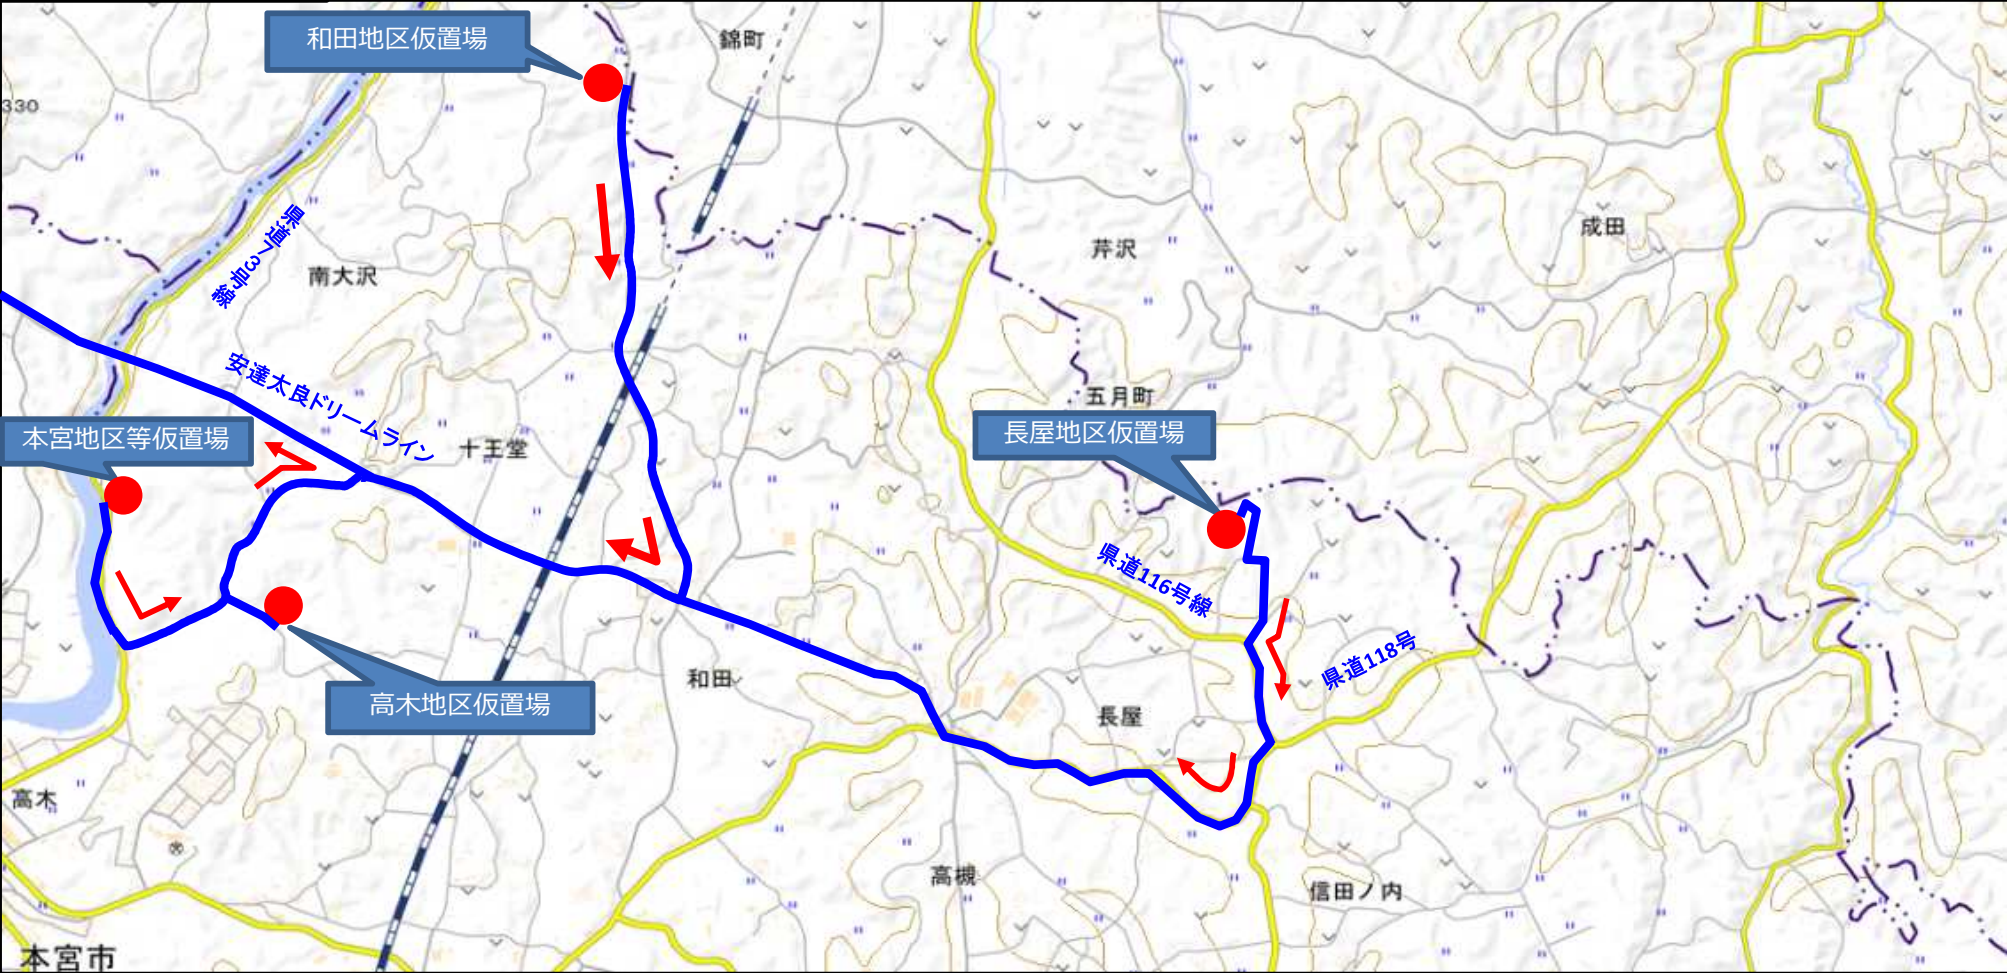 和田地区仮置場
錦町
330
県道73号線
南大沢
成田
芹沢
安達太良ドリームライン
五月町
本宮地区等仮置場
十王堂
長屋地区仮置場
県道116号線
県道118号
和田
高木地区仮置場
長屋
高木
高槻
信田ノ内
本宮市